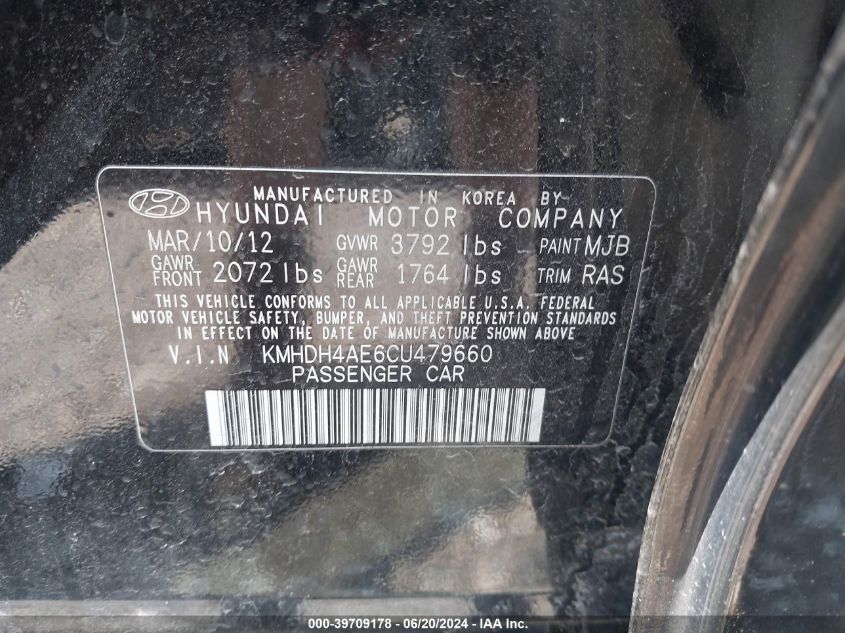 MANUFACTURED IN KOREA BY
HYUNDAI MOTOR COMPANY
MAR/10/12 GVWR 3792 lbs PAINT MJB
GAWR FRONT 2072 lbs GAWR REAR 1764 lbs TRIM RAS
THIS VEHICLE CONFORMS TO ALL APPLICABLE U.S.A. FEDERAL
MOTOR VEHICLE SAFETY, BUMPER, AND THEFT PREVENTION STANDARDS
IN EFFECT ON THE DATE OF MANUFACTURE SHOWN ABOVE
V.I.N KMHDH4AE6CU479660
PASSENGER CAR
000-39709178 - 06/20/2024 - IAA Inc.